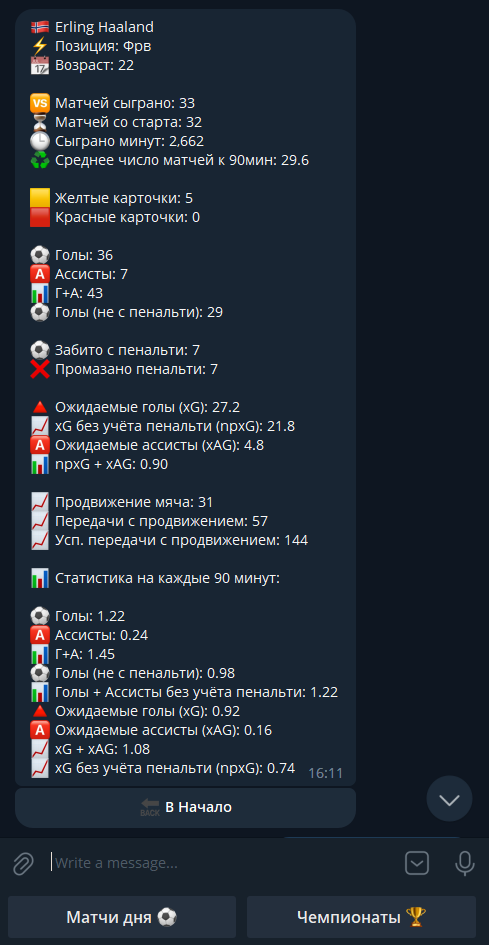 Erling Haaland
Позиция: Фрв
Возраст: 22
Матчей сыграно: 33
Матчей со старта: 32
Сыграно минут: 2,662
Среднее число матчей к 90мин: 29.6
Желтые карточки: 5
Красные карточки: 0
Голы: 36
Ассисты: 7
Г+А: 43
Голы (не с пенальти): 29
Забито с пенальти: 7
Промазано пенальти: 7
Ожидаемые голы (xG): 27.2
xG без учёта пенальти (npxG): 21.8
Ожидаемые ассисты (xAG): 4.8
npxG + xAG: 0.90
Продвижение мяча: 31
Передачи с продвижением: 57
Усп. передачи с продвижением: 144
Статистика на каждые 90 минут:
Голы: 1.22
Ассисты: 0.24
Г+А: 1.45
Голы (не с пенальти): 0.98
Голы + Ассисты без учёта пенальти: 1.22
Ожидаемые голы (xG): 0.92
Ожидаемые ассисты (xAG): 0.16
xG + xAG: 1.08
xG без учёта пенальти (npxG): 0.74 16:11
BACK В Начало
Write a message...
Матчи дня Чемпионаты